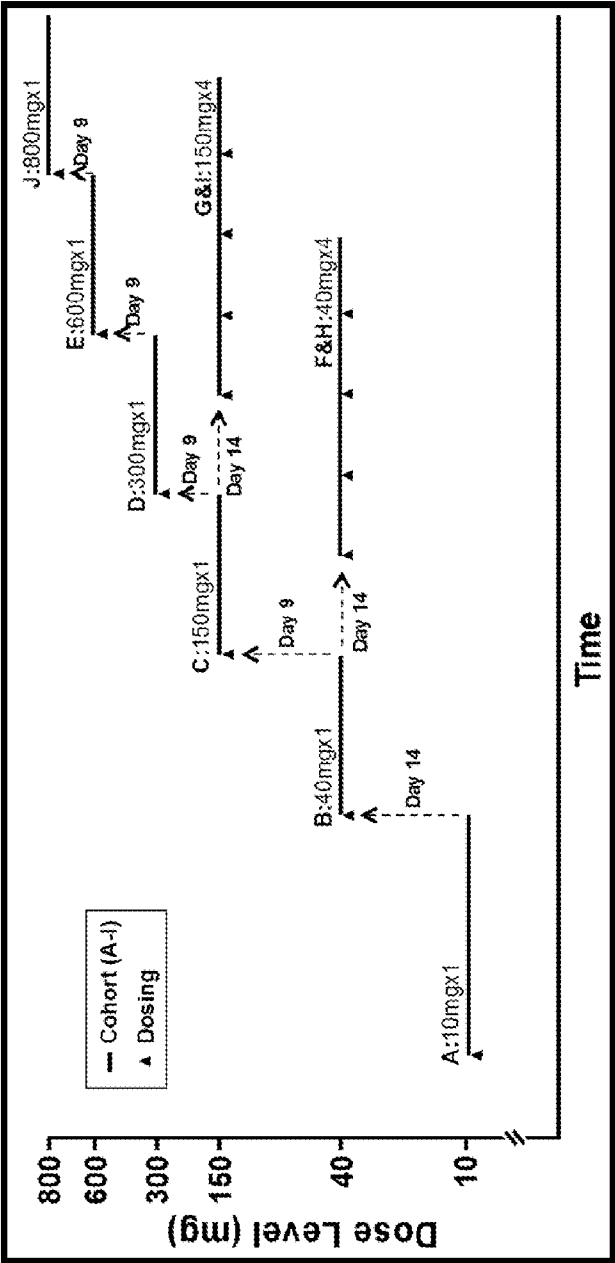 Dose Level (mg)
800
600
300
150
40
10
Cohort (A-I)
Dosing
A:10mgx1
Day 14
B:40mgx1
Day 9
Day 14
C:150mgx1
F&H:40mgx4
Day 9
Day 14
D:300mgx1
G&I:150mgx4
Day 9
E:600mgx1
Day 9
J:800mgx1
Time